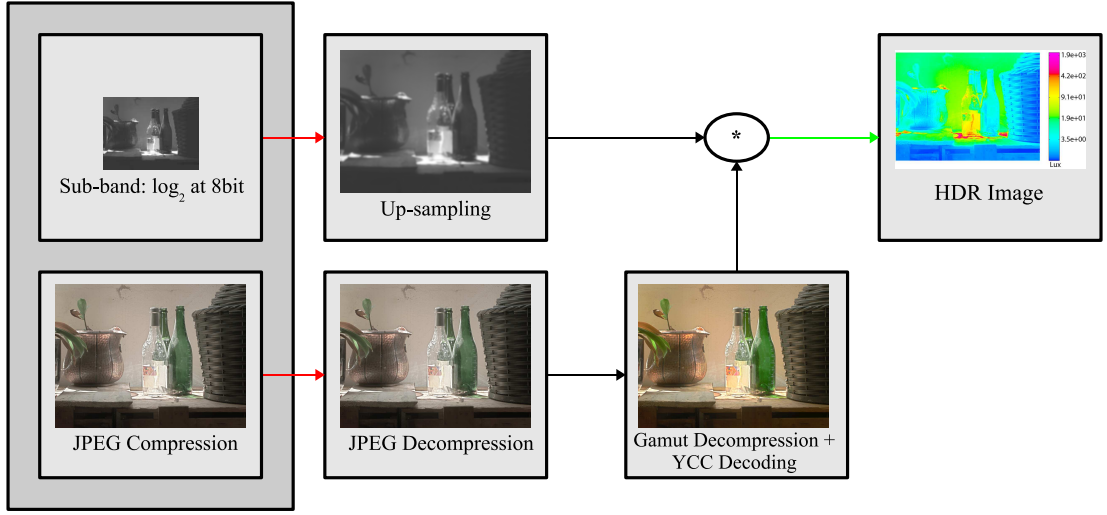 Sub-band: log2 at 8bit
Up-sampling
*
1.9e+03
4.2e+02
9.1e+01
1.9e+01
3.5e+00
Lux
HDR Image
JPEG Compression
JPEG Decompression
Gamut Decompression +
YCC Decoding